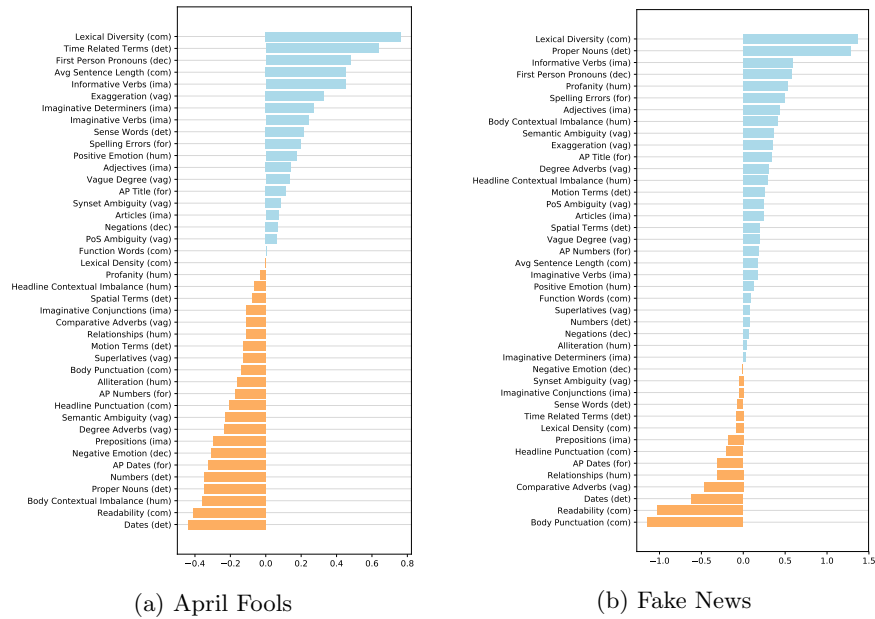 Lexical Diversity (com)
Time Related Terms (det)
First Person Pronouns (dec)
Avg Sentence Length (com)
Informative Verbs (ima)
Exaggeration (vag)
Imaginative Determiners (ima)
Imaginative Verbs (ima)
Sense Words (det)
Spelling Errors (for)
Positive Emotion (hum)
Adjectives (ima)
Vague Degree (vag)
AP Title (for)
Synset Ambiguity (vag)
Articles (ima)
Negations (dec)
PoS Ambiguity (vag)
Function Words (com)
Lexical Density (com)
Profanity (hum)
Headline Contextual Imbalance (hum)
Spatial Terms (det)
Imaginative Conjunctions (ima)
Comparative Adverbs (vag)
Relationships (hum)
Motion Terms (det)
Superlatives (vag)
Body Punctuation (com)
Alliteration (hum)
AP Numbers (for)
Headline Punctuation (com)
Semantic Ambiguity (vag)
Degree Adverbs (vag)
Prepositions (ima)
Negative Emotion (dec)
AP Dates (for)
Numbers (det)
Proper Nouns (det)
Body Contextual Imbalance (hum)
Readability (com)
Dates (det)
−0.4 −0.2 0.0 0.2 0.4 0.6 0.8
(a) April Fools
Lexical Diversity (com)
Proper Nouns (det)
Informative Verbs (ima)
First Person Pronouns (dec)
Profanity (hum)
Spelling Errors (for)
Adjectives (ima)
Body Contextual Imbalance (hum)
Semantic Ambiguity (vag)
Exaggeration (vag)
AP Title (for)
Degree Adverbs (vag)
Headline Contextual Imbalance (hum)
Motion Terms (det)
PoS Ambiguity (vag)
Articles (ima)
Spatial Terms (det)
Vague Degree (vag)
AP Numbers (for)
Avg Sentence Length (com)
Imaginative Verbs (ima)
Positive Emotion (hum)
Function Words (com)
Superlatives (vag)
Numbers (det)
Negations (dec)
Alliteration (hum)
Imaginative Determiners (ima)
Negative Emotion (dec)
Synset Ambiguity (vag)
Imaginative Conjunctions (ima)
Sense Words (det)
Time Related Terms (det)
Lexical Density (com)
Prepositions (ima)
Headline Punctuation (com)
AP Dates (for)
Relationships (hum)
Comparative Adverbs (vag)
Dates (det)
Readability (com)
Body Punctuation (com)
−1.0 −0.5 0.0 0.5 1.0 1.5
(b) Fake News